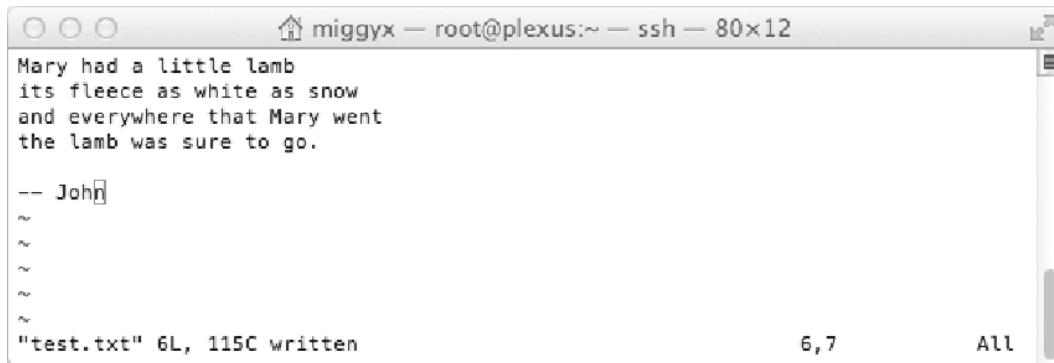 miggyx — root@plexus:~ — ssh — 80×12
Mary had a little lamb
its fleece as white as snow
and everywhere that Mary went
the lamb was sure to go.

-- John
~
~
~
~
~
"test.txt" 6L, 115C written 6,7 All